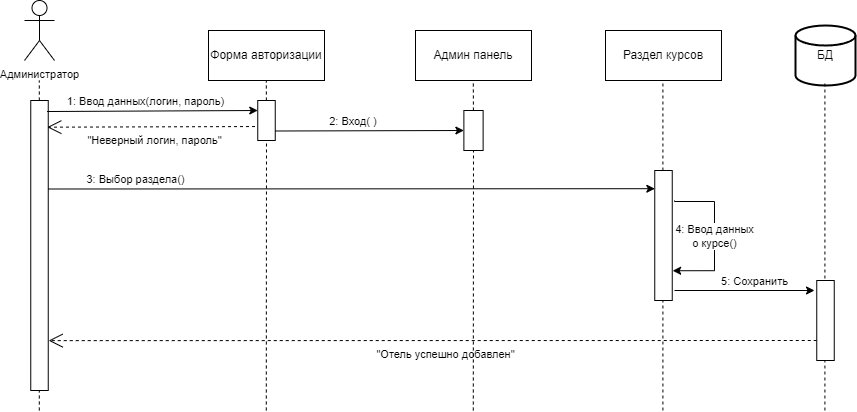 Администратор
Форма авторизации
Админ панель
Раздел курсов
БД
1: Ввод данных(логин, пароль)
2: Вход( )
"Неверный логин, пароль"
3: Выбор раздела()
4: Ввод данных
о курсе()
5: Сохранить
"Отель успешно добавлен"